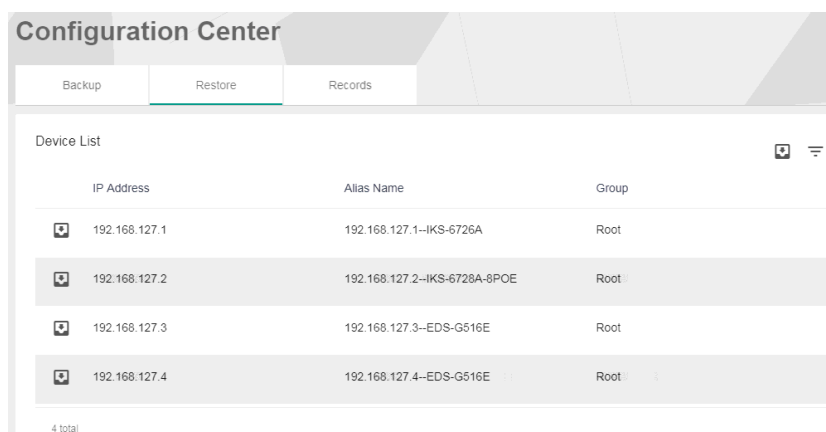 Configuration Center
Backup Restore Records
Device List
IP Address Alias Name Group
192.168.127.1 192.168.127.1--IKS-6726A Root
192.168.127.2 192.168.127.2--IKS-6728A-8POE Root
192.168.127.3 192.168.127.3--EDS-G516E Root
192.168.127.4 192.168.127.4--EDS-G516E Root
4 total